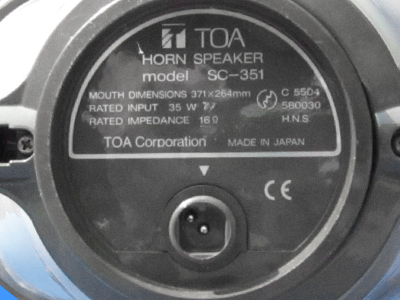 TOA
HORN SPEAKER
model SC-351
MOUTH DIMENSIONS 371×264mm
RATED INPUT 35 W
RATED IMPEDANCE 16Ω
C 5504
580030
H.N.S.
TOA Corporation MADE IN JAPAN
CE